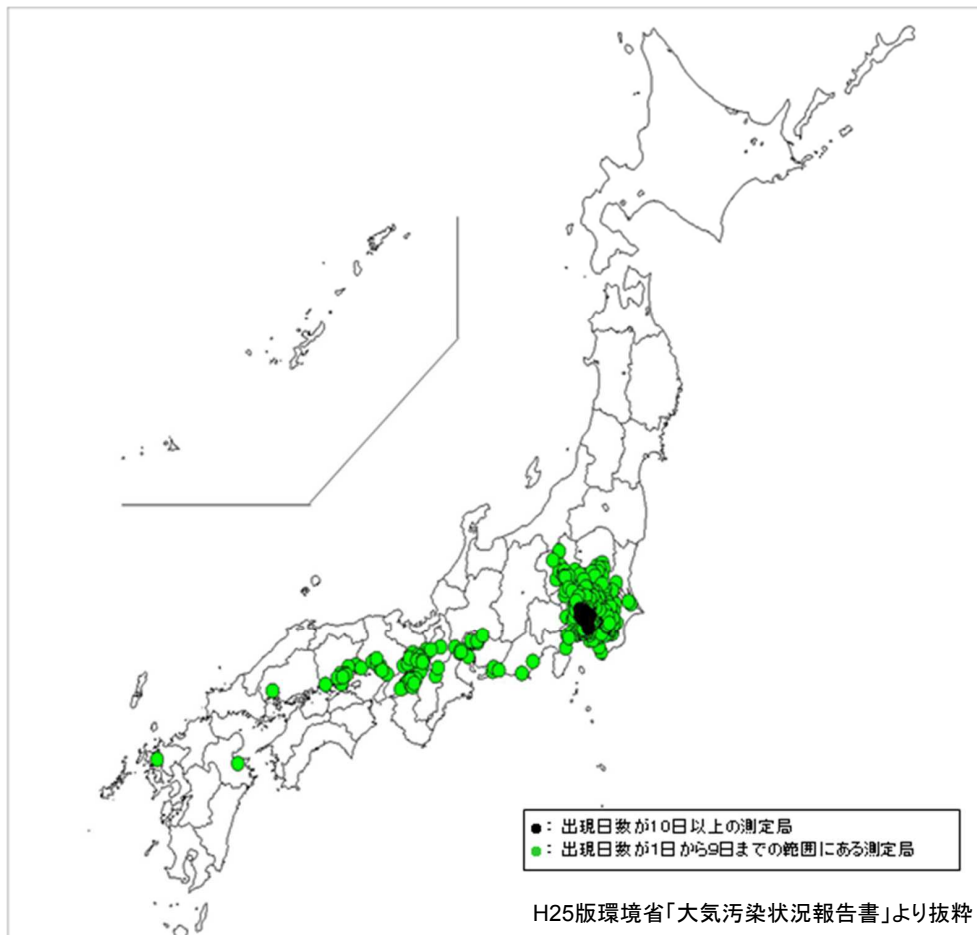 ●： 出現日数が10日以上の測定局
●： 出現日数が1日から9日までの範囲にある測定局
H25版環境省「大気汚染状況報告書」より抜粋